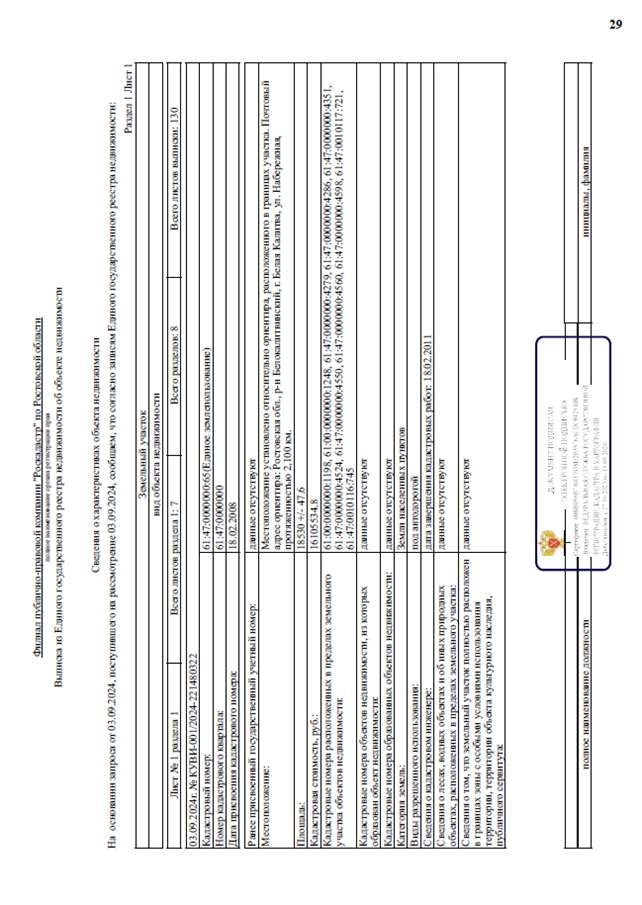 29
Филиал публично-правовой компании "Роскадастр" по Ростовской области
полное наименование органа регистрации прав
Выписка из Единого государственного реестра недвижимости об объекте недвижимости
Сведения о характеристиках объекта недвижимости
На основании запроса от 03.09.2024, поступившего на рассмотрение 03.09.2024, сообщаем, что согласно записям Единого государственного реестра недвижимости:
Раздел 1 Лист 1
Земельный участок
вид объекта недвижимости
Лист № 1 раздела 1 Всего листов раздела 1: 7 Всего разделов: 8 Всего листов выписки: 130
03.09.2024г. № КУВИ-001/2024-221480322
Кадастровый номер: 61:47:0000000:65(Единое землепользование)
Номер кадастрового квартала: 61:47:0000000
Дата присвоения кадастрового номера: 18.02.2008
Ранее присвоенный государственный учетный номер: данные отсутствуют
Местоположение: Местоположение установлено относительно ориентира, расположенного в границах участка. Почтовый
адрес ориентира: Ростовская обл., р-н Белокалитвинский, г. Белая Калитва, ул. Набережная,
протяженностью 2,100 км.
Площадь: 18530 +/- 47.6
Кадастровая стоимость, руб.: 16105534.8
Кадастровые номера расположенных в пределах земельного 61:00:0000000:1198, 61:00:0000000:1248, 61:47:0000000:4279, 61:47:0000000:4286, 61:47:0000000:4351,
участка объектов недвижимости: 61:47:0000000:4524, 61:47:0000000:4550, 61:47:0000000:4560, 61:47:0000000:4598, 61:47:0010117:721,
61:47:0010116:745
Кадастровые номера объектов недвижимости, из которых данные отсутствуют
образован объект недвижимости:
Кадастровые номера образованных объектов недвижимости: данные отсутствуют
Категория земель: Земли населенных пунктов
Виды разрешенного использования: под автодорогой
Сведения о кадастровом инженере: дата завершения кадастровых работ: 18.02.2011
Сведения о лесах, водных объектах и об иных природных данные отсутствуют
объектах, расположенных в пределах земельного участка:
Сведения о том, что земельный участок полностью расположен данные отсутствуют
в границах зоны с особыми условиями использования
территории, территории объекта культурного наследия,
публичного сервитута:
ДОКУМЕНТ ПОДПИСАН
ЭЛЕКТРОННОЙ ПОДПИСЬЮ
полное наименование должности инициалы, фамилия